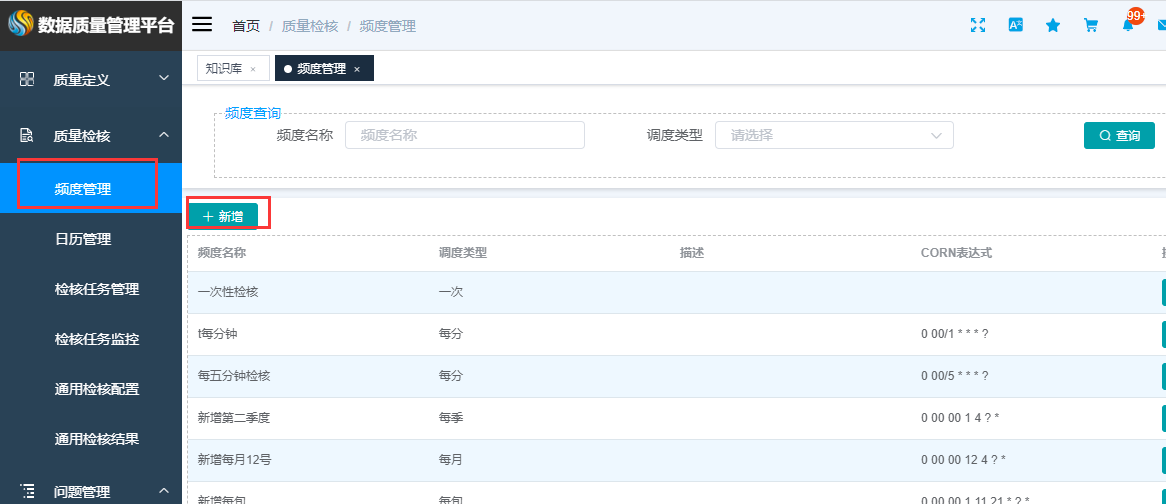 数据质量管理平台
首页 / 质量检核 / 频度管理
99+
质量定义
知识库 ×
频度管理 ×
频度查询
质量检核
频度名称 频度名称 调度类型 请选择 查询
频度管理
+ 新增
日历管理
频度名称 调度类型 描述 CORN表达式
检核任务管理
一次性检核 一次
检核任务监控
t每分钟 每分 0 00/1 * * * ?
通用检核配置
每五分钟检核 每分 0 00/5 * * * ?
新增第二季度 每季 0 00 00 1 4 ? *
通用检核结果
新增每月12号 每月 0 00 00 12 4 ? *
问题管理
新增每旬 每旬 0 00 00 1,11,21 * ? *